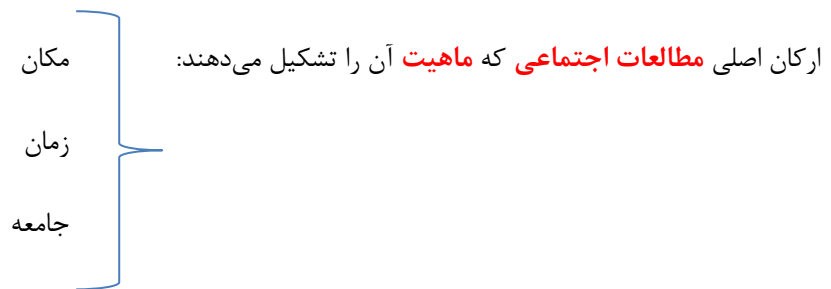 ارکان اصلی مطالعات اجتماعی که ماهیت آن را تشکیل می‌دهند:
مکان
زمان
جامعه